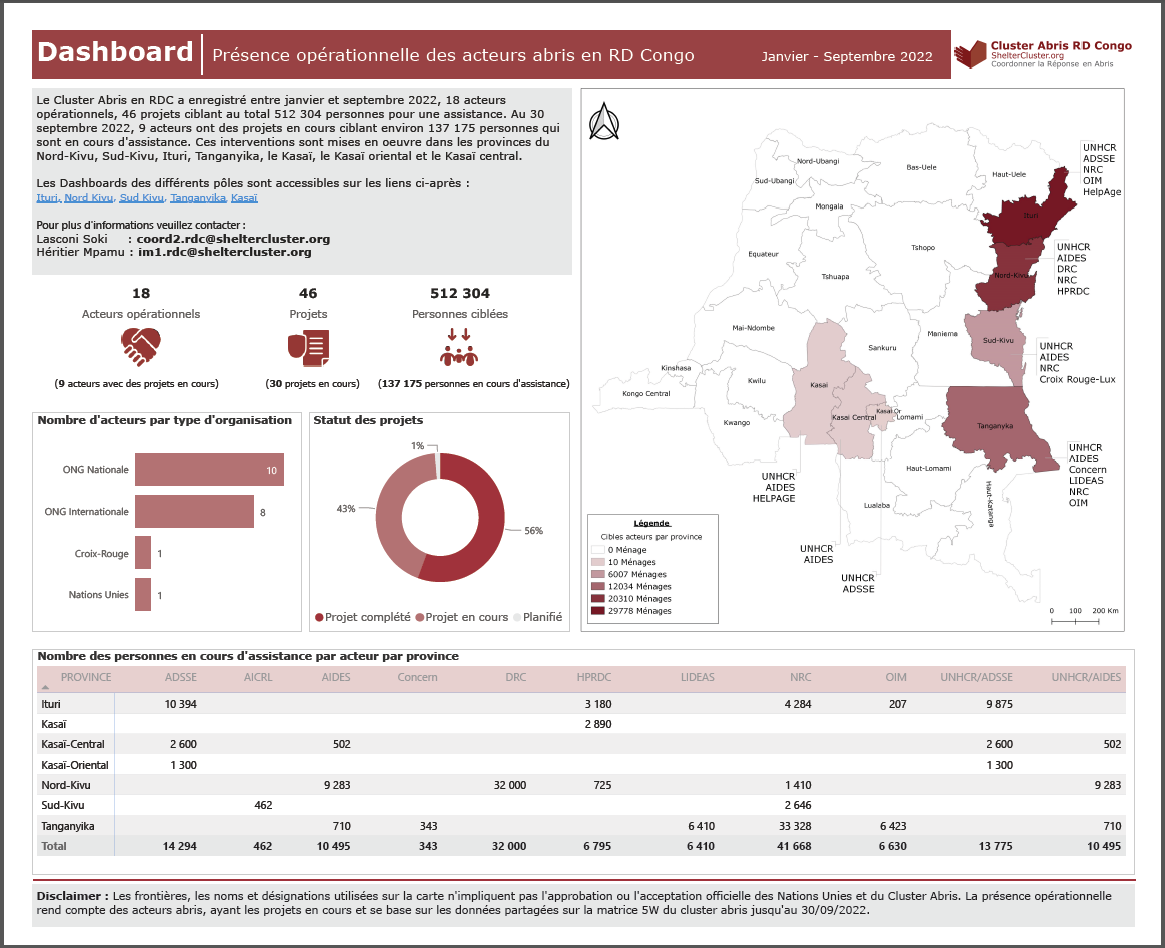 Dashboard
Présence opérationnelle des acteurs abris en RD Congo
Janvier - Septembre 2022
Cluster Abris RD Congo
ShelterCluster.org
Coordonner la Réponse en Abris
Le Cluster Abris en RDC a enregistré entre janvier et septembre 2022, 18 acteurs
opérationnels, 46 projets ciblant au total 512 304 personnes pour une assistance. Au 30
septembre 2022, 9 acteurs ont des projets en cours ciblant environ 137 175 personnes qui
sont en cours d'assistance. Ces interventions sont mises en oeuvre dans les provinces du
Nord-Kivu, Sud-Kivu, Ituri, Tanganyika, le Kasaï, le Kasaï oriental et le Kasaï central.
Les Dashboards des différents pôles sont accessibles sur les liens ci-après :
Ituri, Nord Kivu, Sud Kivu, Tanganyika, Kasaï
Pour plus d'informations veuillez contacter :
Lasconi Soki : coord2.rdc@sheltercluster.org
Héritier Mpamu : im1.rdc@sheltercluster.org
18
Acteurs opérationnels
(9 acteurs avec des projets en cours)
46
Projets
(30 projets en cours)
512 304
Personnes ciblées
(137 175 personnes en cours d'assistance)
Nombre d'acteurs par type d'organisation
ONG Nationale 10
ONG Internationale 8
Croix-Rouge 1
Nations Unies 1
Statut des projets
1%
43%
56%
Projet complété Projet en cours Planifié
Nord-Ubangi
Bas-Uele
Haut-Uele
Sud-Ubangi
Mongala
Ituri
Equateur
Tshopo
Tshuapa
Nord-Kivu
Mai-Ndombe
Maniema
Sankuru
Sud-Kivu
Kinshasa
Kwilu
Kasai
Kongo Central
Kasai Or
Kasai Central
Lomami
Kwango
Tanganyika
Haut-Lomami
Haut-Katanga
Lualaba
UNHCR
ADSSE
NRC
OIM
HelpAge
UNHCR
AIDES
DRC
NRC
HPRDC
UNHCR
AIDES
NRC
Croix Rouge-Lux
UNHCR
AIDES
Concern
LIDEAS
NRC
OIM
UNHCR
AIDES
HELPAGE
UNHCR
AIDES
UNHCR
ADSSE
Légende
Cibles acteurs par province
0 Ménage
10 Ménages
6007 Ménages
12034 Ménages
20310 Ménages
29778 Ménages
0 100 200 Km
Nombre des personnes en cours d'assistance par acteur par province
PROVINCE ADSSE AICRL AIDES Concern DRC HPRDC LIDEAS NRC OIM UNHCR/ADSSE UNHCR/AIDES
Ituri 10 394 3 180 4 284 207 9 875
Kasaï 2 890
Kasaï-Central 2 600 502 2 600 502
Kasaï-Oriental 1 300 1 300
Nord-Kivu 9 283 32 000 725 1 410 9 283
Sud-Kivu 462 2 646
Tanganyika 710 343 6 410 33 328 6 423 710
Total 14 294 462 10 495 343 32 000 6 795 6 410 41 668 6 630 13 775 10 495
Disclaimer : Les frontières, les noms et désignations utilisées sur la carte n'impliquent pas l'approbation ou l'acceptation officielle des Nations Unies et du Cluster Abris. La présence opérationnelle
rend compte des acteurs abris, ayant les projets en cours et se base sur les données partagées sur la matrice 5W du cluster abris jusqu'au 30/09/2022.